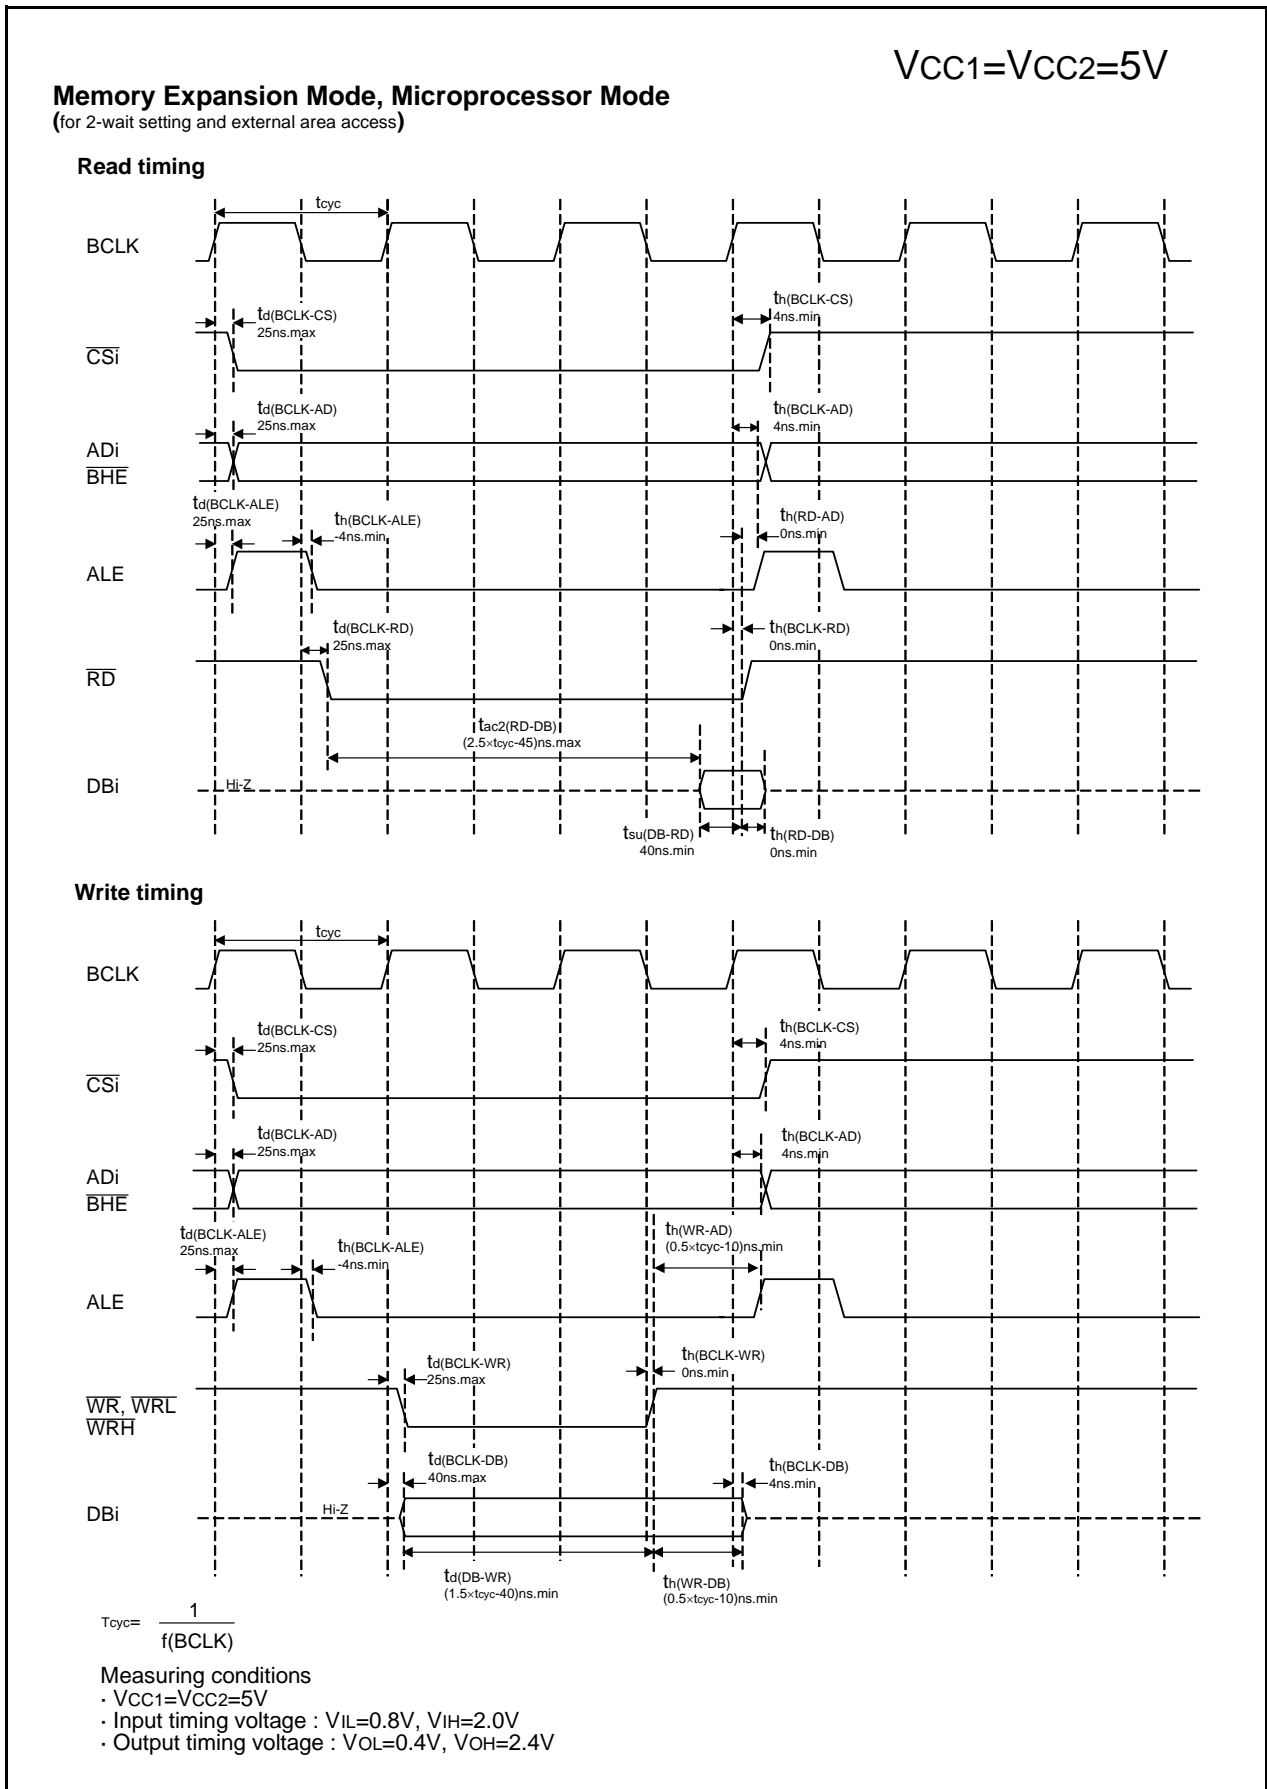 VCC1=VCC2=5V
Memory Expansion Mode, Microprocessor Mode
(for 2-wait setting and external area access)
Read timing
tcyc
BCLK
td(BCLK-CS)
25ns.max
th(BCLK-CS)
4ns.min
CSi
td(BCLK-AD)
25ns.max
th(BCLK-AD)
4ns.min
ADi
BHE
td(BCLK-ALE)
25ns.max
th(BCLK-ALE)
-4ns.min
th(RD-AD)
0ns.min
ALE
td(BCLK-RD)
25ns.max
th(BCLK-RD)
0ns.min
RD
tac2(RD-DB)
(2.5×tcyc-45)ns.max
DBi
Hi-Z
tsu(DB-RD)
40ns.min
th(RD-DB)
0ns.min
Write timing
tcyc
BCLK
td(BCLK-CS)
25ns.max
th(BCLK-CS)
4ns.min
CSi
td(BCLK-AD)
25ns.max
th(BCLK-AD)
4ns.min
ADi
BHE
td(BCLK-ALE)
25ns.max
th(BCLK-ALE)
-4ns.min
th(WR-AD)
(0.5×tcyc-10)ns.min
ALE
td(BCLK-WR)
25ns.max
th(BCLK-WR)
0ns.min
WR, WRL
WRH
td(BCLK-DB)
40ns.max
th(BCLK-DB)
4ns.min
DBi
Hi-Z
td(DB-WR)
(1.5×tcyc-40)ns.min
th(WR-DB)
(0.5×tcyc-10)ns.min
Tcyc= 1
f(BCLK)
Measuring conditions
· VCC1=VCC2=5V
· Input timing voltage : VIL=0.8V, VIH=2.0V
· Output timing voltage : VOL=0.4V, VOH=2.4V